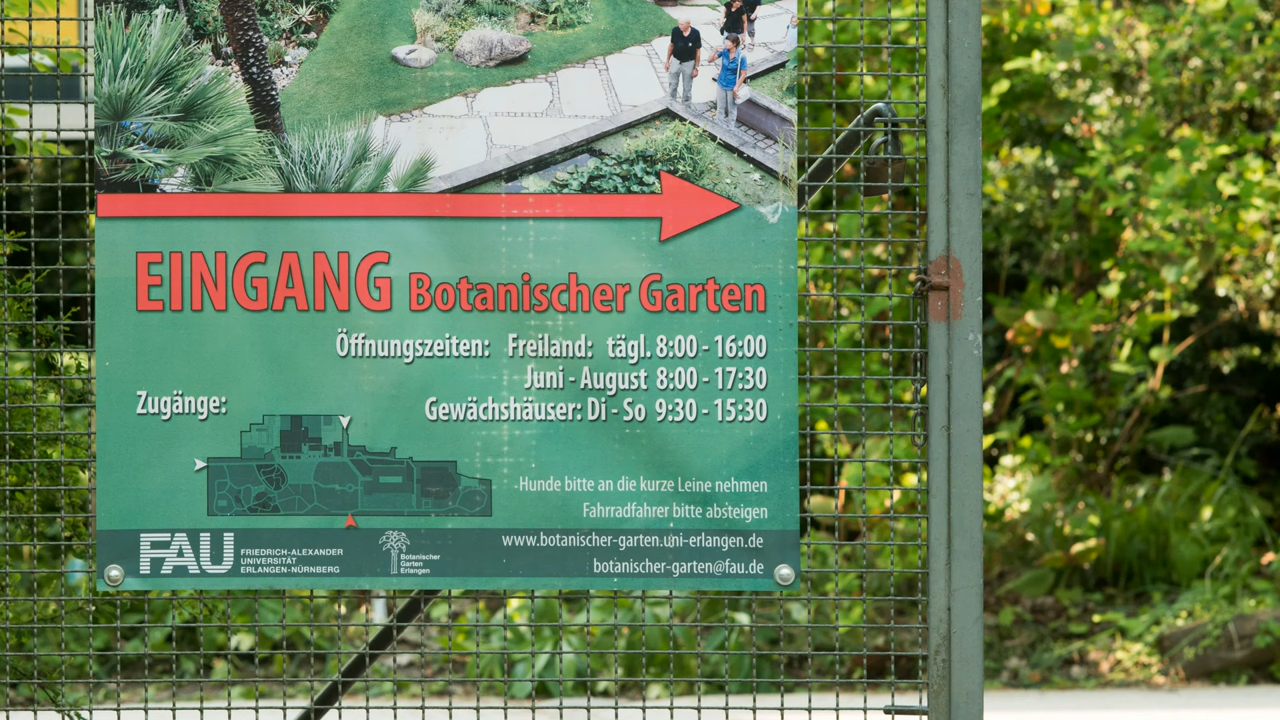 EINGANG Botanischer Garten
Öffnungszeiten: Freiland: tägl. 8:00 - 16:00
Juni - August 8:00 - 17:30
Gewächshäuser: Di - So 9:30 - 15:30
Zugänge:
Hunde bitte an die kurze Leine nehmen
Fahrradfahrer bitte absteigen
www.botanischer-garten.uni-erlangen.de
botanischer-garten@fau.de
FAU
FRIEDRICH-ALEXANDER
UNIVERSITÄT
ERLANGEN-NÜRNBERG
Botanischer
Garten
Erlangen